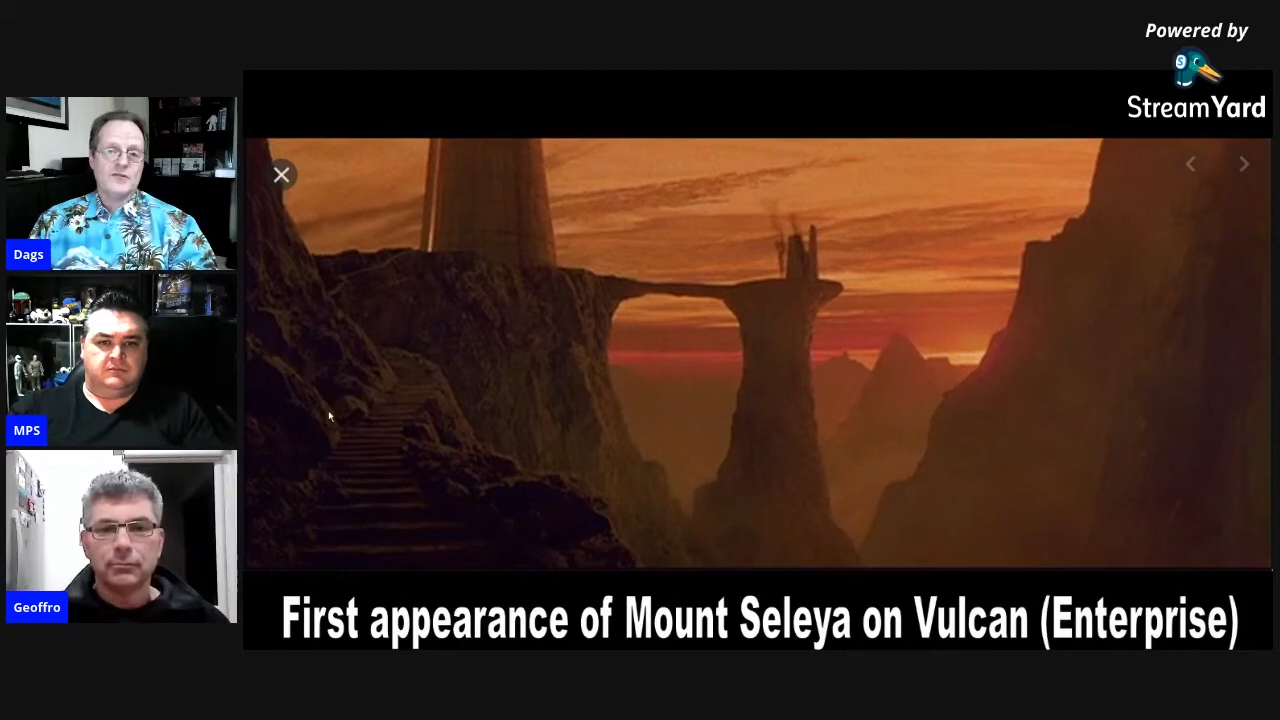 Powered by
StreamYard
Dags
MPS
Geoffro
First appearance of Mount Seleya on Vulcan (Enterprise)